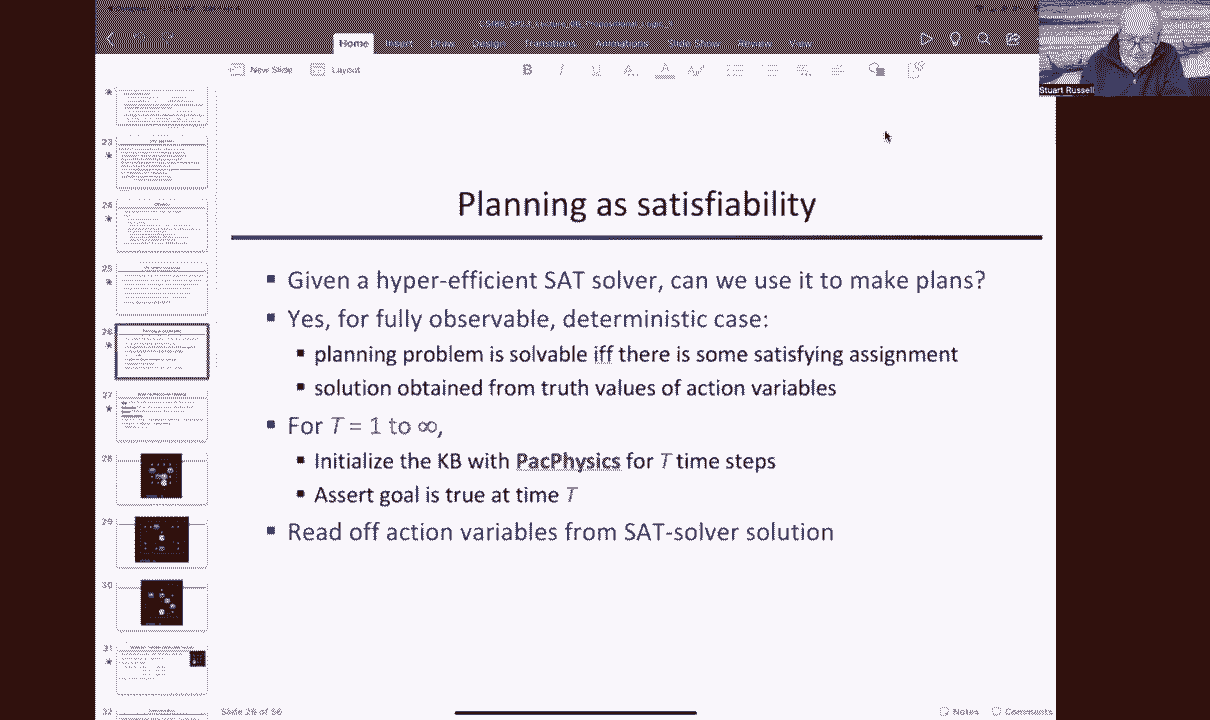 Home Insert Draw Design Transitions Animations Slide Show Review View
New Slide Layout
B I U A
Stuart Russell
23
24
25
26
27
28
29
30
31
32
Planning as satisfiability
▪ Given a hyper-efficient SAT solver, can we use it to make plans?
▪ Yes, for fully observable, deterministic case:
▪ planning problem is solvable iff there is some satisfying assignment
▪ solution obtained from truth values of action variables
▪ For T = 1 to ∞,
▪ Initialize the KB with PacPhysics for T time steps
▪ Assert goal is true at time T
▪ Read off action variables from SAT-solver solution
Slide 26 of 56
Notes Comments